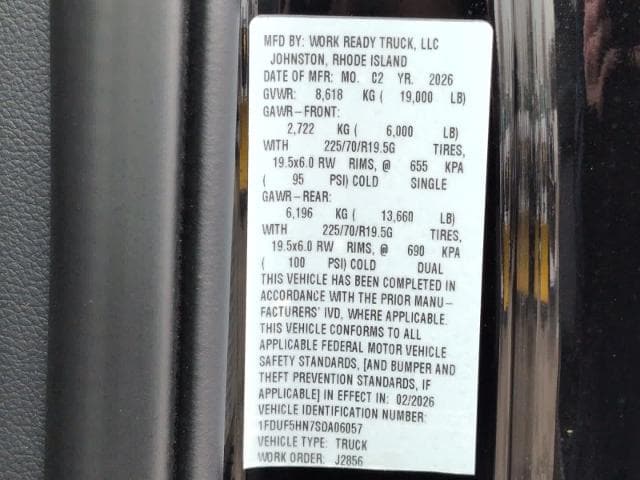 MFD BY: WORK READY TRUCK, LLC
JOHNSTON, RHODE ISLAND
DATE OF MFR: MO. C2 YR. 2026
GVWR: 8,618 KG ( 19,000 LB)
GAWR-FRONT:
2,722 KG ( 6,000 LB)
WITH 225/70/R19.5G TIRES,
19.5x6.0 RW RIMS, @ 655 KPA
( 95 PSI) COLD SINGLE
GAWR-REAR:
6,196 KG ( 13,660 LB)
WITH 225/70/R19.5G TIRES,
19.5x6.0 RW RIMS, @ 690 KPA
( 100 PSI) COLD DUAL
THIS VEHICLE HAS BEEN COMPLETED IN
ACCORDANCE WITH THE PRIOR MANU-
FACTURERS' IVD, WHERE APPLICABLE.
THIS VEHICLE CONFORMS TO ALL
APPLICABLE FEDERAL MOTOR VEHICLE
SAFETY STANDARDS, [AND BUMPER AND
THEFT PREVENTION STANDARDS, IF
APPLICABLE] IN EFFECT IN: 02/2026
VEHICLE IDENTIFICATION NUMBER:
1FDUF5HN7SDA06057
VEHICLE TYPE: TRUCK
WORK ORDER: J2856